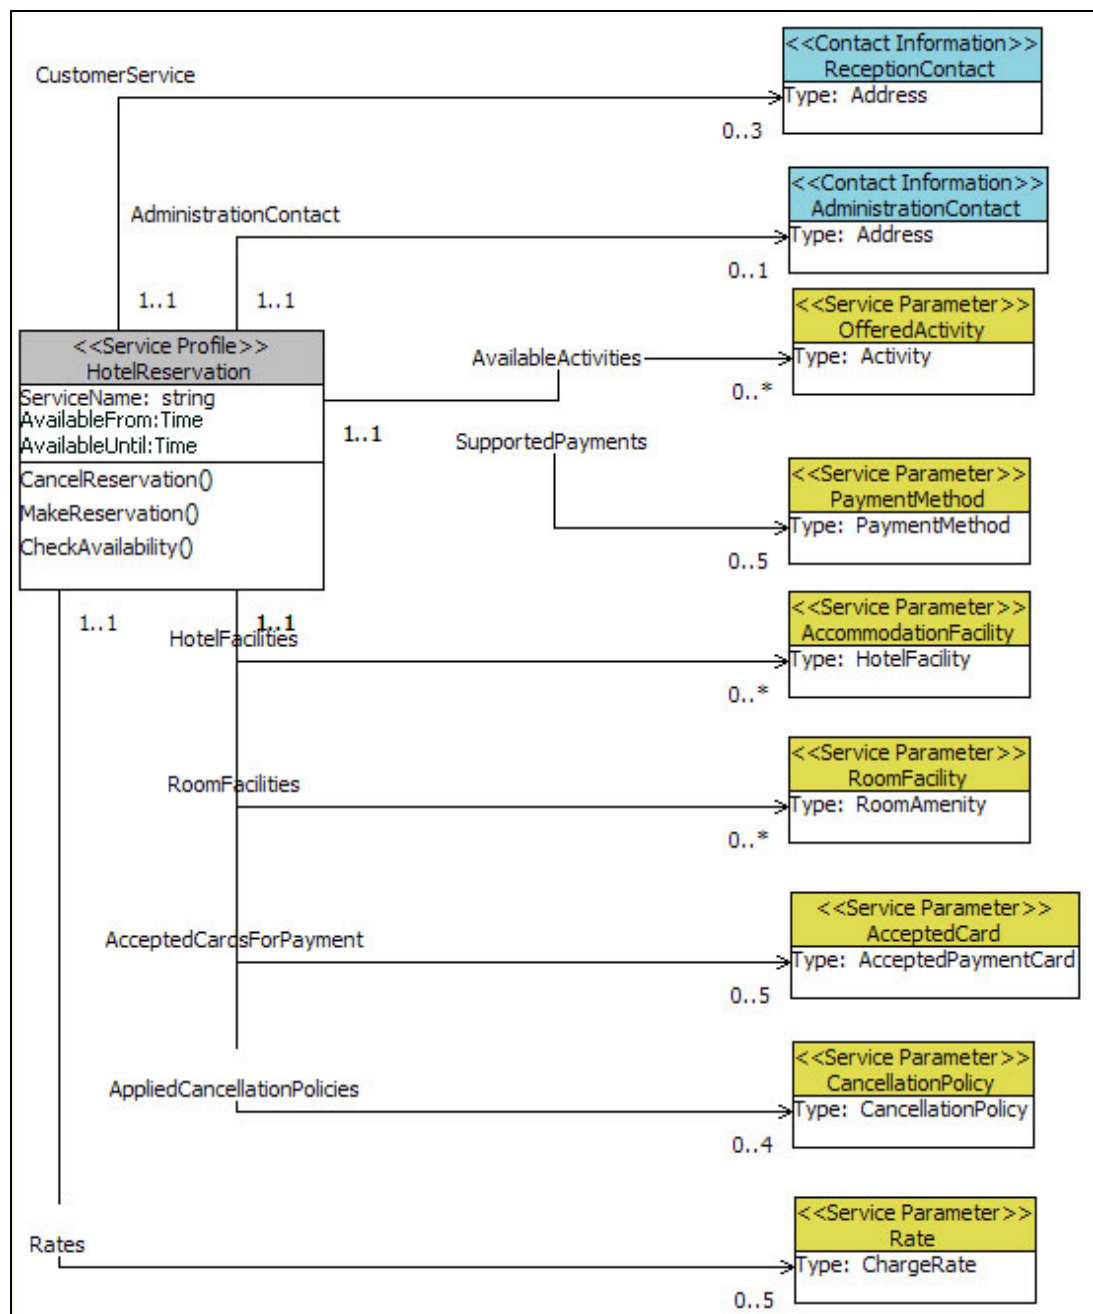 <<Contact Information>>
ReceptionContact
Type: Address
CustomerService
0..3
<<Contact Information>>
AdministrationContact
Type: Address
AdministrationContact
0..1
1..1
1..1
<<Service Parameter>>
OfferedActivity
Type: Activity
<<Service Profile>>
HotelReservation
ServiceName: string
AvailableFrom:Time
AvailableUntil:Time
CancelReservation()
MakeReservation()
CheckAvailability()
AvailableActivities
0..*
1..1
SupportedPayments
<<Service Parameter>>
PaymentMethod
Type: PaymentMethod
0..5
1..1
1..1
HotelFacilities
<<Service Parameter>>
AccommodationFacility
Type: HotelFacility
0..*
RoomFacilities
<<Service Parameter>>
RoomFacility
Type: RoomAmenity
0..*
AcceptedCardsForPayment
<<Service Parameter>>
AcceptedCard
Type: AcceptedPaymentCard
0..5
AppliedCancellationPolicies
<<Service Parameter>>
CancellationPolicy
Type: CancellationPolicy
0..4
Rates
<<Service Parameter>>
Rate
Type: ChargeRate
0..5